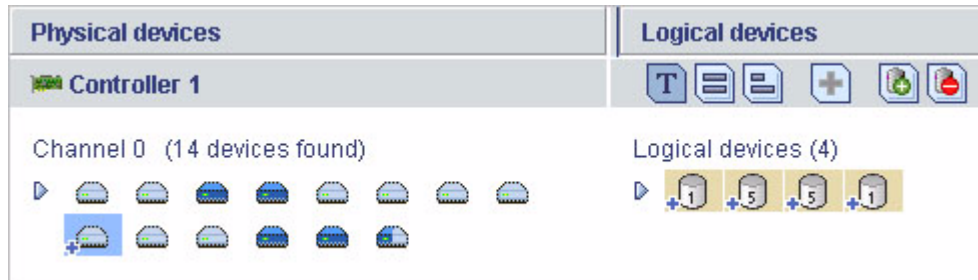 Physical devices
Logical devices
Controller 1
T
Channel 0 (14 devices found)
Logical devices (4)
1 5 5 1